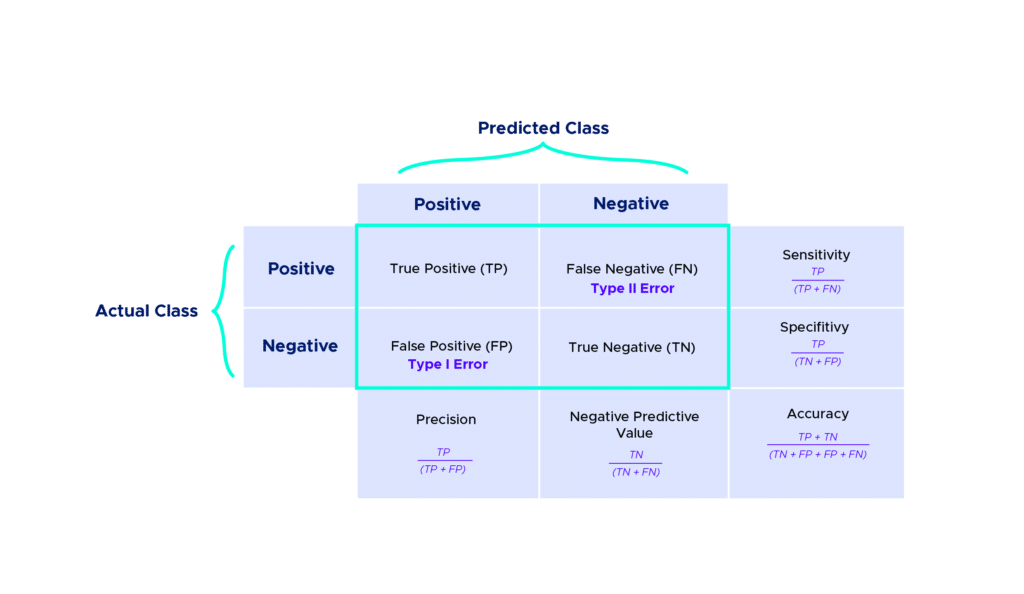 Predicted Class
Positive
Negative
Actual Class
Positive
True Positive (TP)
False Negative (FN)
Type II Error
Sensitivity
TP
(TP + FN)
Negative
False Positive (FP)
Type I Error
True Negative (TN)
Specifitivy
TP
(TN + FP)
Precision
TP
(TP + FP)
Negative Predictive
Value
TN
(TN + FN)
Accuracy
TP + TN
(TN + FP + FP + FN)